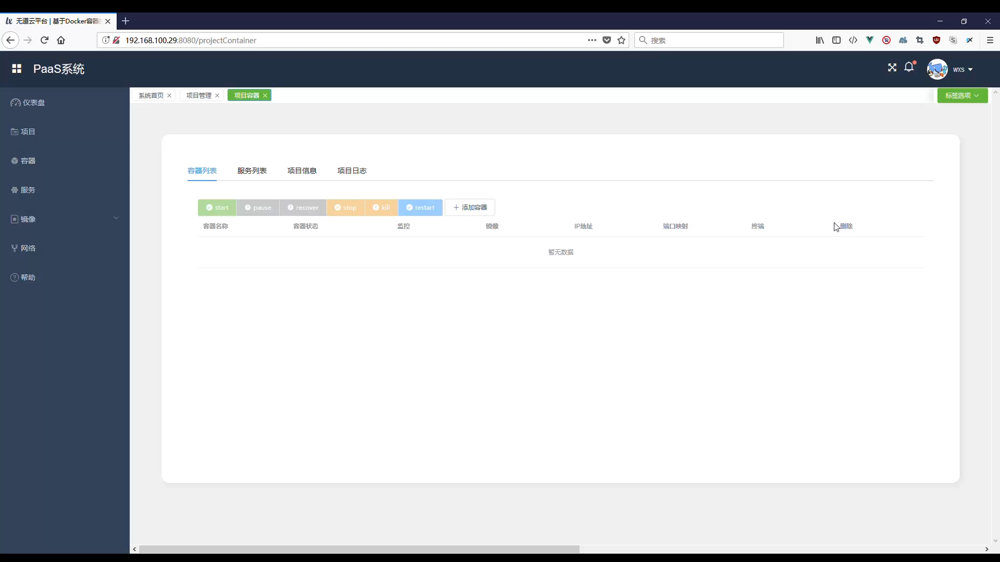 无道云平台 | 基于Docker容器
192.168.100.29:8080/projectContainer
搜索
PaaS系统
wxs
仪表盘
项目
容器
服务
镜像
网络
帮助
系统首页
项目管理
项目容器
标签选项
容器列表
服务列表
项目信息
项目日志
start
pause
recover
stop
kill
restart
添加容器
容器名称
容器状态
监控
镜像
IP地址
端口映射
终端
删除
暂无数据